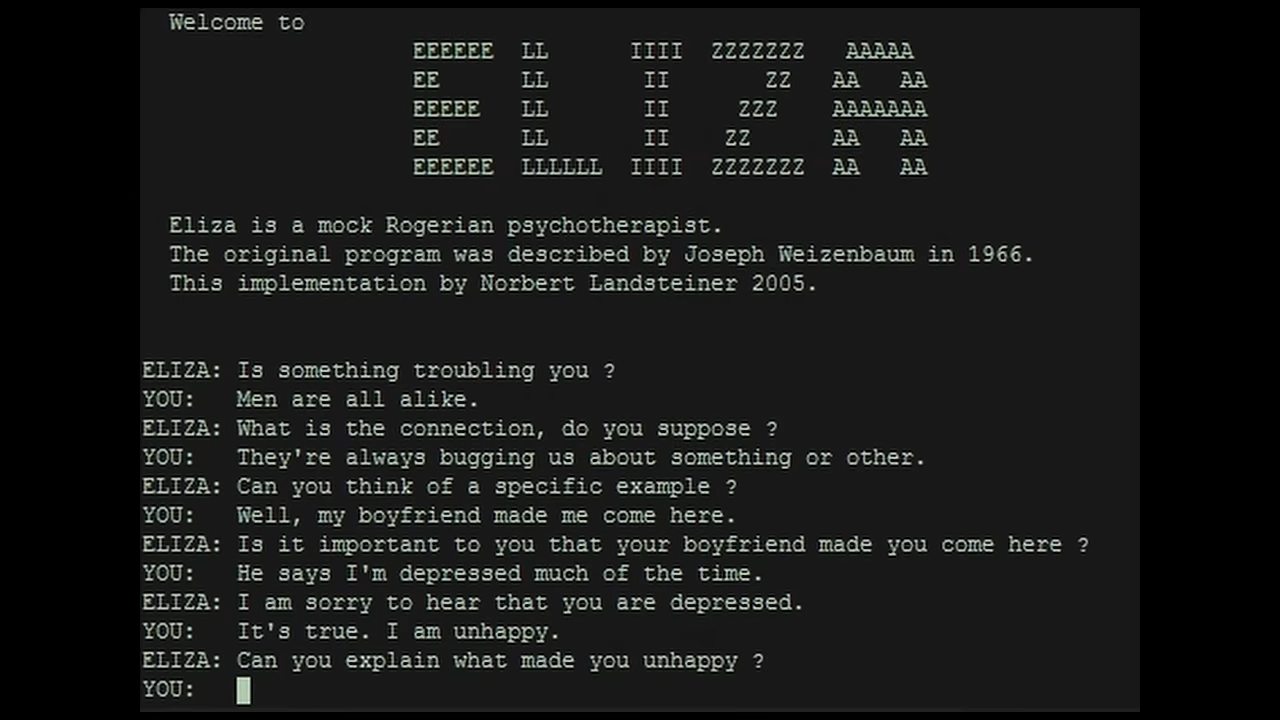 Welcome to
EEEEEE  LL      IIII  ZZZZZZZ   AAAAA
EE      LL       II        ZZ  AA   AA
EEEEE   LL       II      ZZZ   AAAAAAA
EE      LL       II     ZZ     AA   AA
EEEEEE  LLLLLL  IIII  ZZZZZZZ  AA   AA
Eliza is a mock Rogerian psychotherapist.
The original program was described by Joseph Weizenbaum in 1966.
This implementation by Norbert Landsteiner 2005.
ELIZA: Is something troubling you ?
YOU:   Men are all alike.
ELIZA: What is the connection, do you suppose ?
YOU:   They're always bugging us about something or other.
ELIZA: Can you think of a specific example ?
YOU:   Well, my boyfriend made me come here.
ELIZA: Is it important to you that your boyfriend made you come here ?
YOU:   He says I'm depressed much of the time.
ELIZA: I am sorry to hear that you are depressed.
YOU:   It's true. I am unhappy.
ELIZA: Can you explain what made you unhappy ?
YOU: